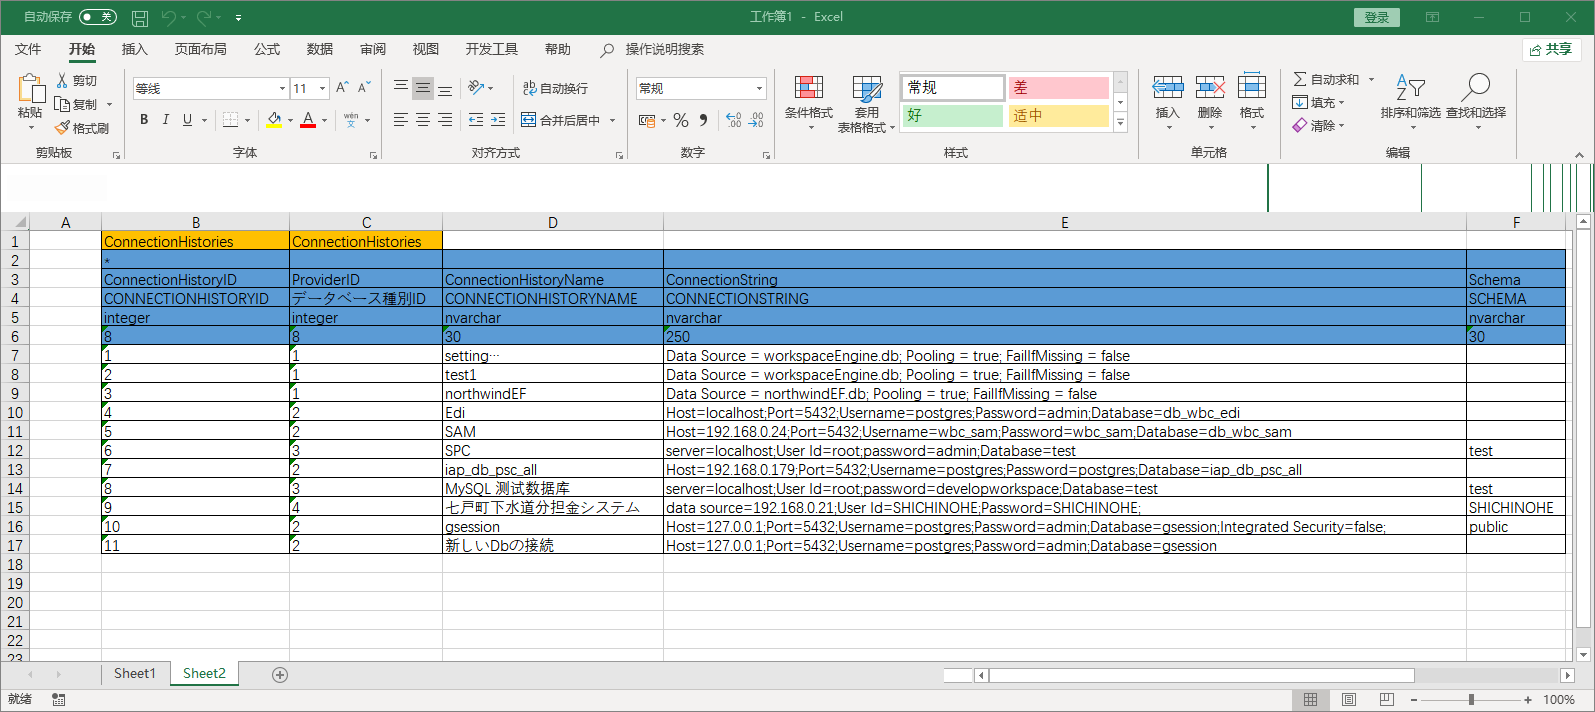 自动保存 关 工作簿1 - Excel 登录
文件 开始 插入 页面布局 公式 数据 审阅 视图 开发工具 帮助 操作说明搜索 共享
粘贴 剪切 复制 格式刷 剪贴板
等线 11 A A B I U A wén 文 字体
ab 自动换行 合并后居中 对齐方式
常规 % 数字
条件格式 套用 表格格式 常规 差 好 适中 样式
插入 删除 格式 单元格
自动求和 填充 清除 排序和筛选 查找和选择 编辑
A B C D E F
1 ConnectionHistories ConnectionHistories
2 *
3 ConnectionHistoryID ProviderID ConnectionHistoryName ConnectionString Schema
4 CONNECTIONHISTORYID データベース種別ID CONNECTIONHISTORYNAME CONNECTIONSTRING SCHEMA
5 integer integer nvarchar nvarchar nvarchar
6 8 8 30 250 30
7 1 1 setting… Data Source = workspaceEngine.db; Pooling = true; FailIfMissing = false
8 2 1 test1 Data Source = workspaceEngine.db; Pooling = true; FailIfMissing = false
9 3 1 northwindEF Data Source = northwindEF.db; Pooling = true; FailIfMissing = false
10 4 2 Edi Host=localhost;Port=5432;Username=postgres;Password=admin;Database=db_wbc_edi
11 5 2 SAM Host=192.168.0.24;Port=5432;Username=wbc_sam;Password=wbc_sam;Database=db_wbc_sam
12 6 3 SPC server=localhost;User Id=root;password=admin;Database=test test
13 7 2 iap_db_psc_all Host=192.168.0.179;Port=5432;Username=postgres;Password=postgres;Database=iap_db_psc_all
14 8 3 MySQL 测试数据库 server=localhost;User Id=root;password=developworkspace;Database=test test
15 9 4 七戸町下水道分担金システム data source=192.168.0.21;User Id=SHICHINOHE;Password=SHICHINOHE; SHICHINOHE
16 10 2 gsession Host=127.0.0.1;Port=5432;Username=postgres;Password=admin;Database=gsession;Integrated Security=false; public
17 11 2 新しいDbの接続 Host=127.0.0.1;Port=5432;Username=postgres;Password=admin;Database=gsession
18
19
20
21
22
23
Sheet1 Sheet2
就绪 100%